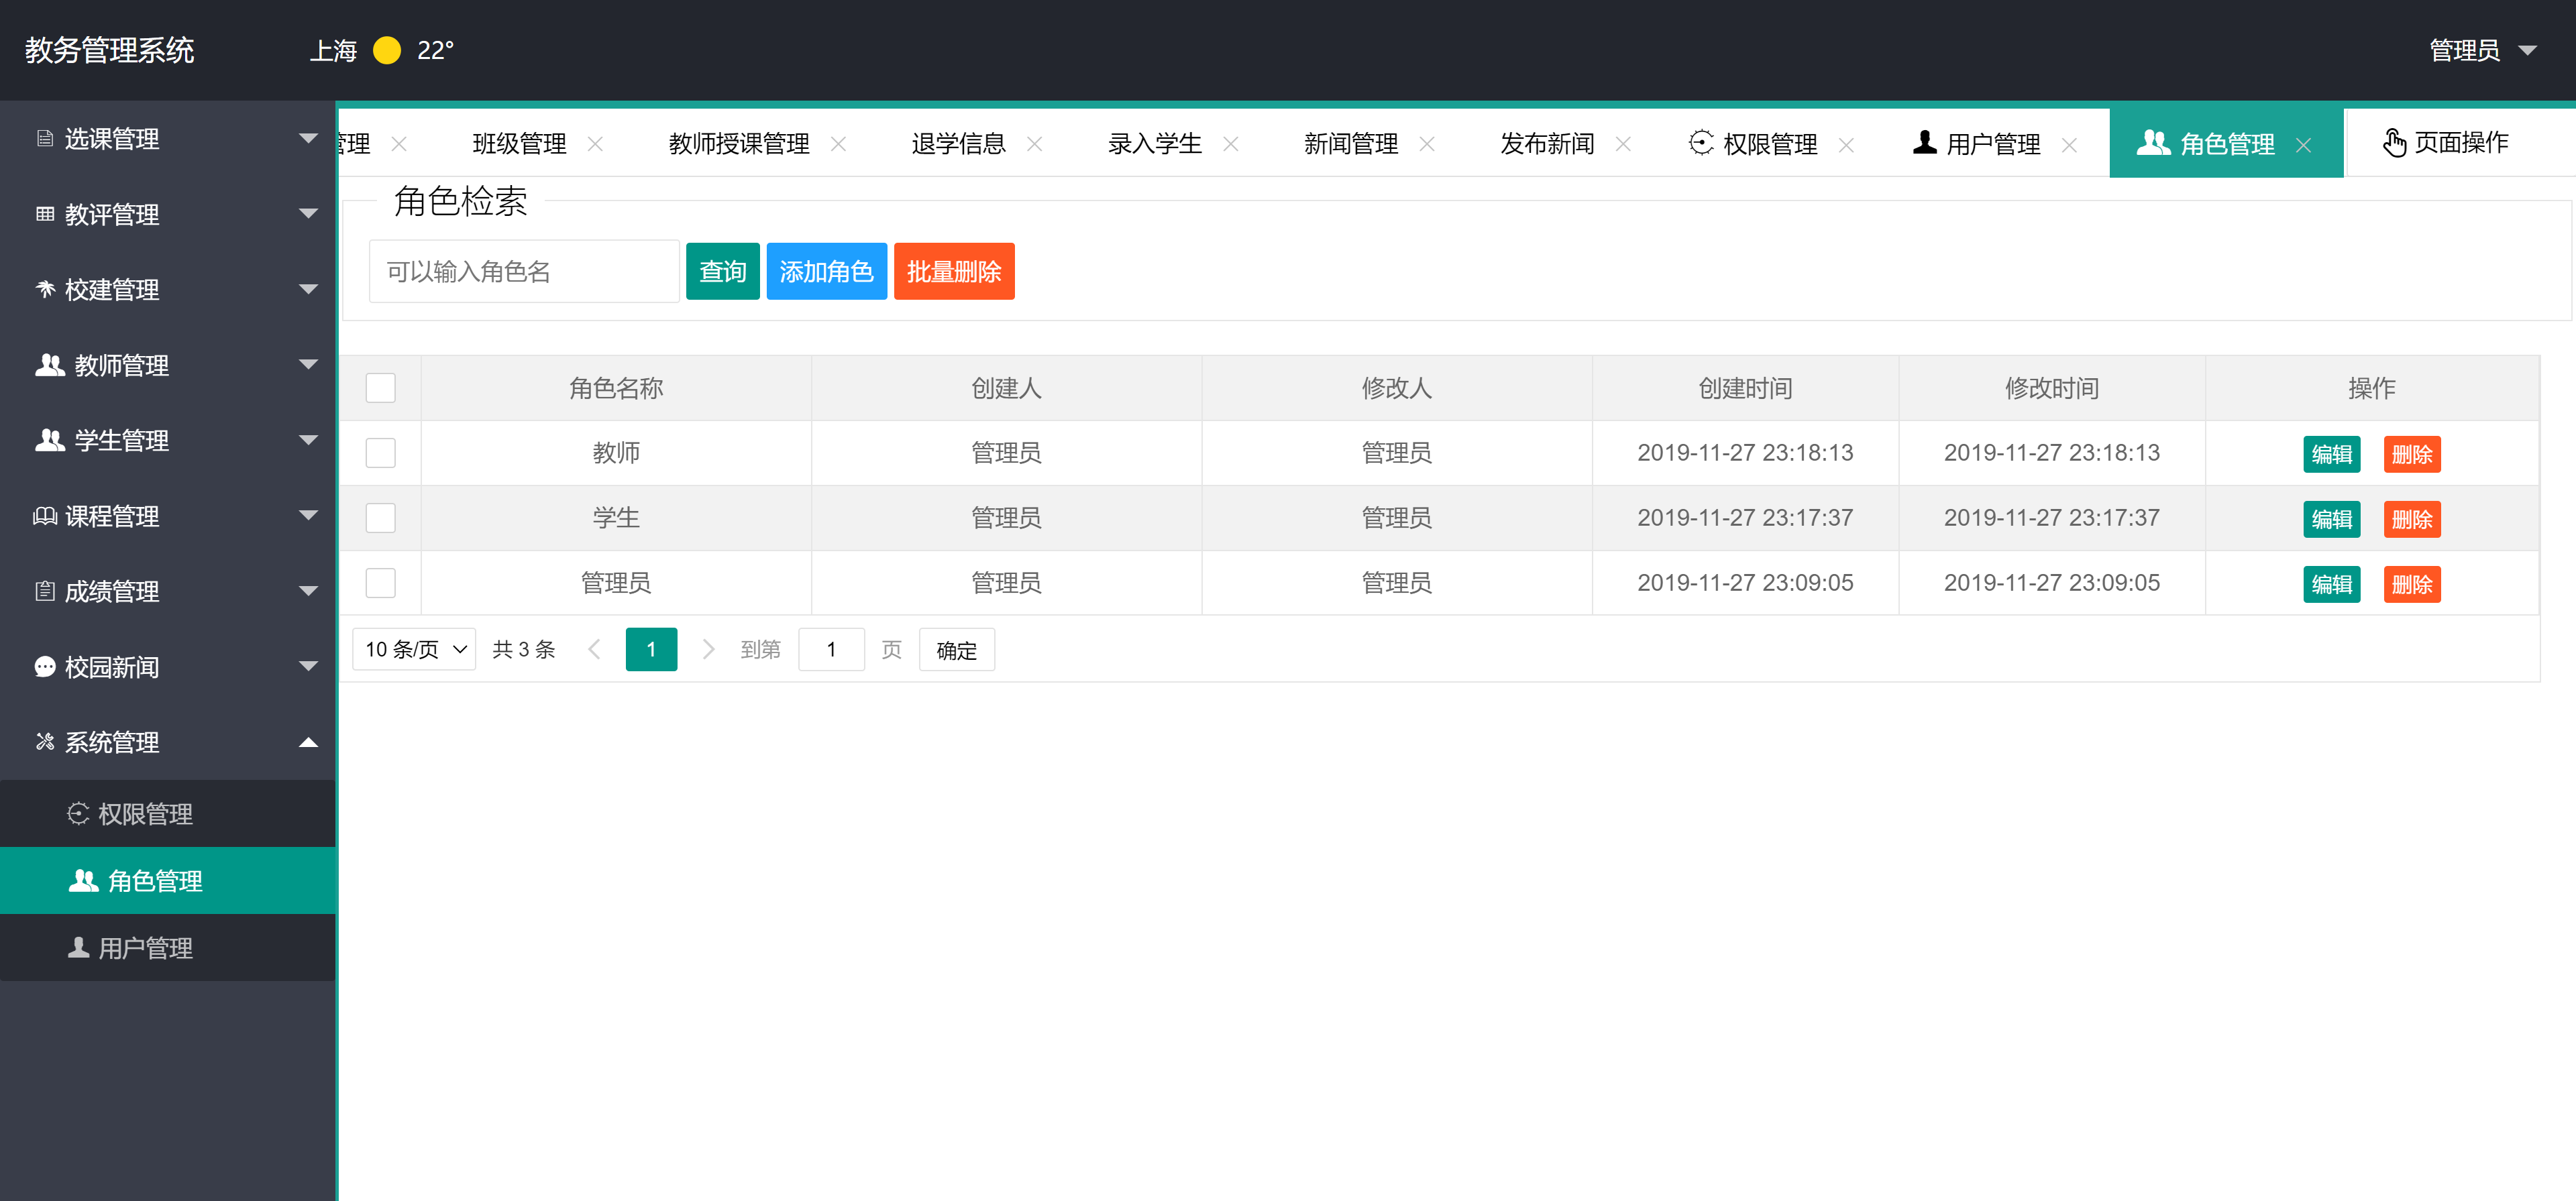 教务管理系统 上海 22° 管理员
选课管理
教评管理
校建管理
教师管理
学生管理
课程管理
成绩管理
校园新闻
系统管理
权限管理
角色管理
用户管理
管理 班级管理 教师授课管理 退学信息 录入学生 新闻管理 发布新闻 权限管理 用户管理 角色管理 页面操作
角色检索
可以输入角色名 查询 添加角色 批量删除
角色名称 创建人 修改人 创建时间 修改时间 操作
教师 管理员 管理员 2019-11-27 23:18:13 2019-11-27 23:18:13 编辑 删除
学生 管理员 管理员 2019-11-27 23:17:37 2019-11-27 23:17:37 编辑 删除
管理员 管理员 管理员 2019-11-27 23:09:05 2019-11-27 23:09:05 编辑 删除
10 条/页 共 3 条 1 到第 1 页 确定